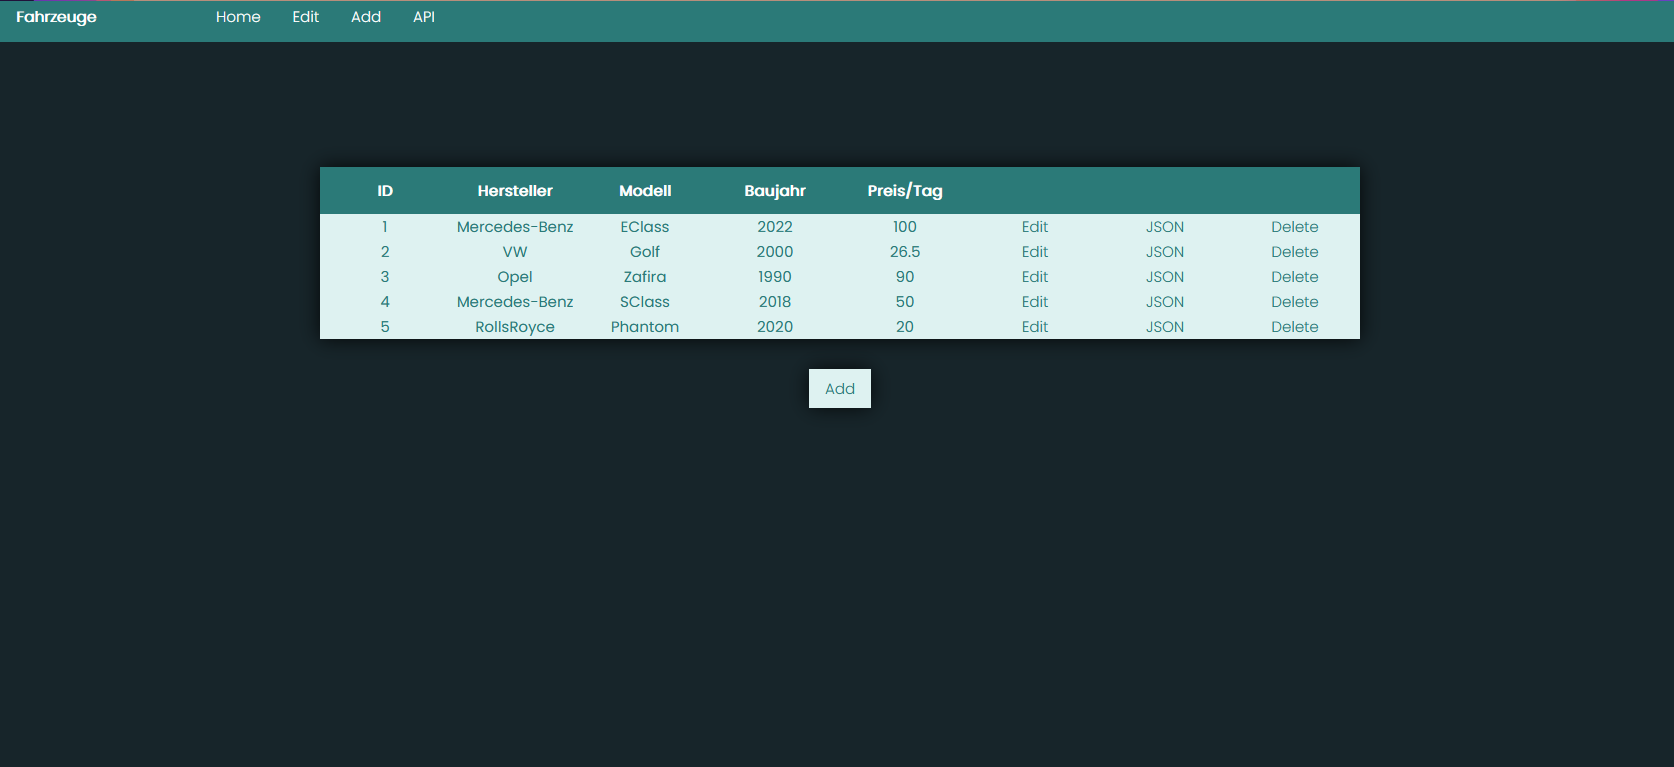 Fahrzeuge Home Edit Add API
ID Hersteller Modell Baujahr Preis/Tag
1 Mercedes-Benz EClass 2022 100 Edit JSON Delete
2 VW Golf 2000 26.5 Edit JSON Delete
3 Opel Zafira 1990 90 Edit JSON Delete
4 Mercedes-Benz SClass 2018 50 Edit JSON Delete
5 RollsRoyce Phantom 2020 20 Edit JSON Delete
Add